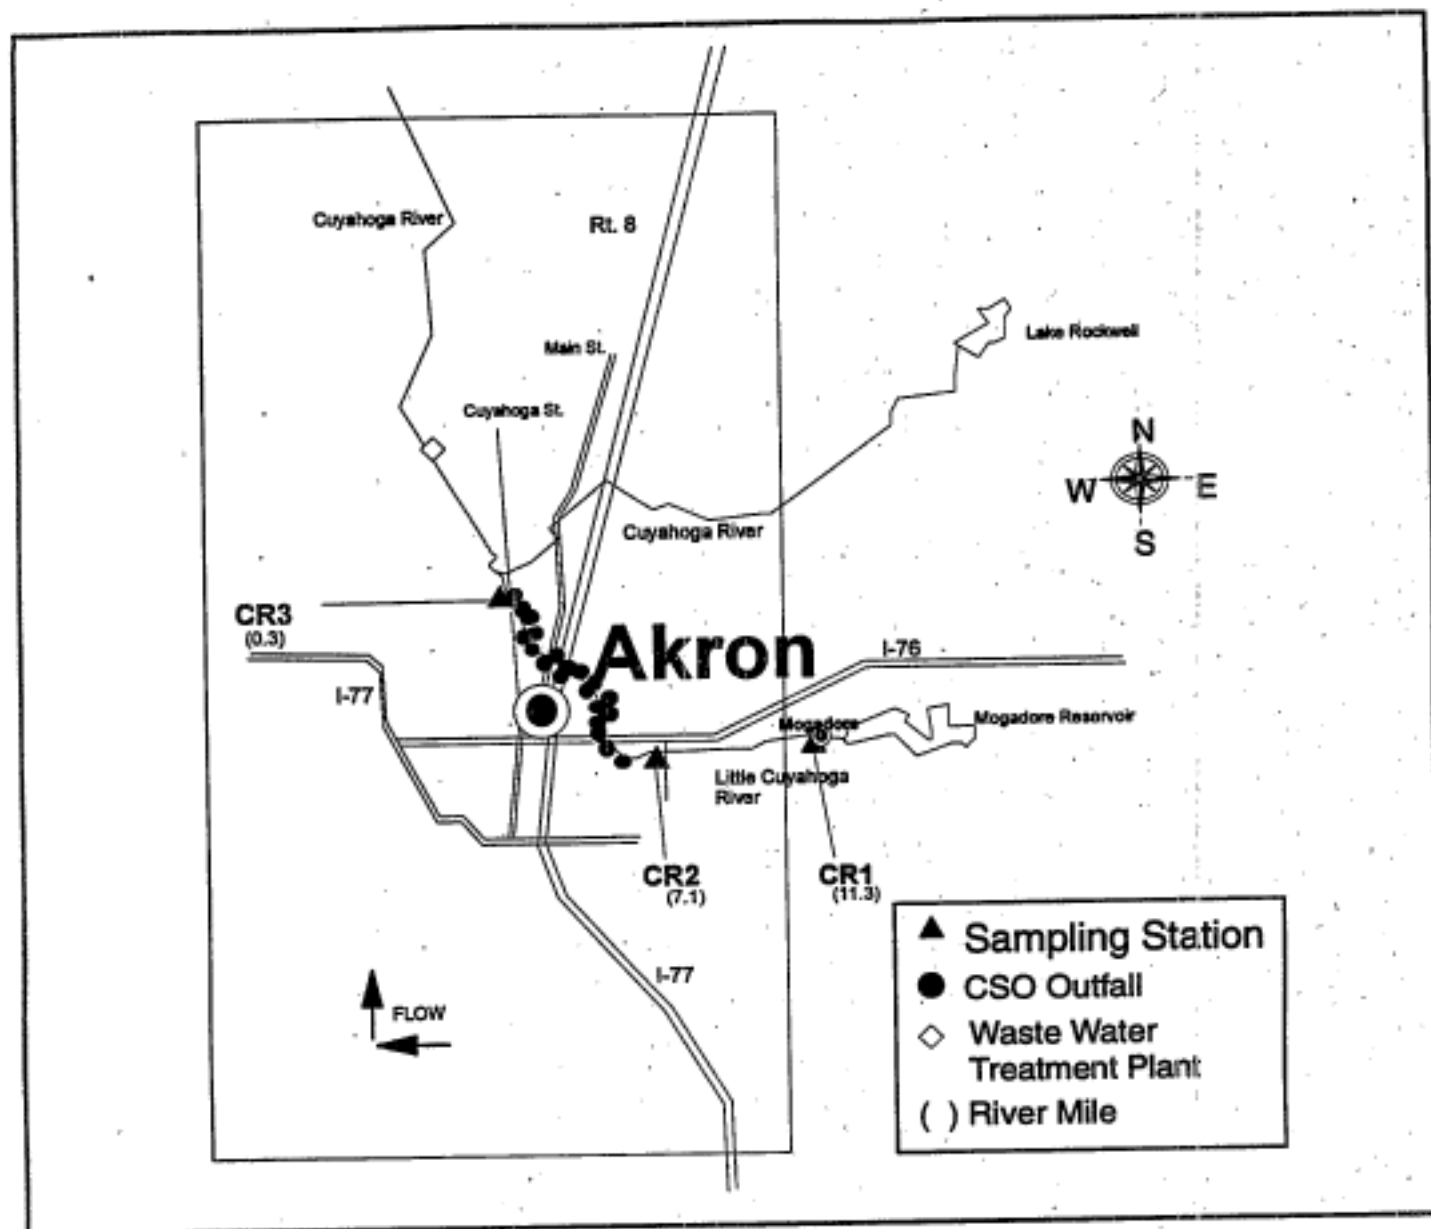 Cuyahoga River
Rt. 8
Lake Rockwell
Main St.
Cuyahoga St.
N
W
E
S
Cuyahoga River
CR3
(0.3)
Akron
I-76
I-77
Mogadore
Mogadore Reservoir
Little Cuyahoga
River
CR2
(7.1)
CR1
(11.3)
I-77
FLOW
Sampling Station
CSO Outfall
Waste Water
Treatment Plant
( ) River Mile